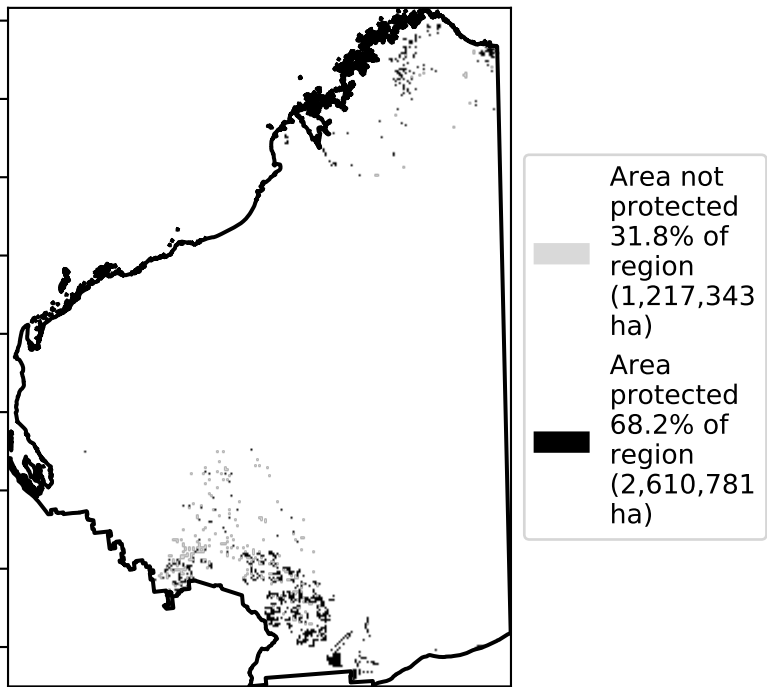 Area not
protected
31.8% of
region
(1,217,343
ha)
Area
protected
68.2% of
region
(2,610,781
ha)